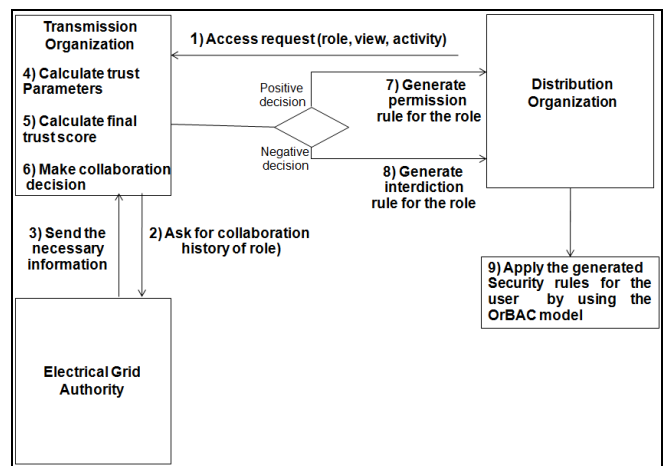 Transmission
Organization
4) Calculate trust
Parameters
5) Calculate final
trust score
6) Make collaboration
decision
1) Access request (role, view, activity)
Positive
decision
Negative
decision
7) Generate
permission
rule for the role
8) Generate
interdiction
rule for the role
Distribution
Organization
3) Send the
necessary
information
2) Ask for collaboration
history of role)
9) Apply the generated
Security rules for the
user by using the
OrBAC model
Electrical Grid
Authority